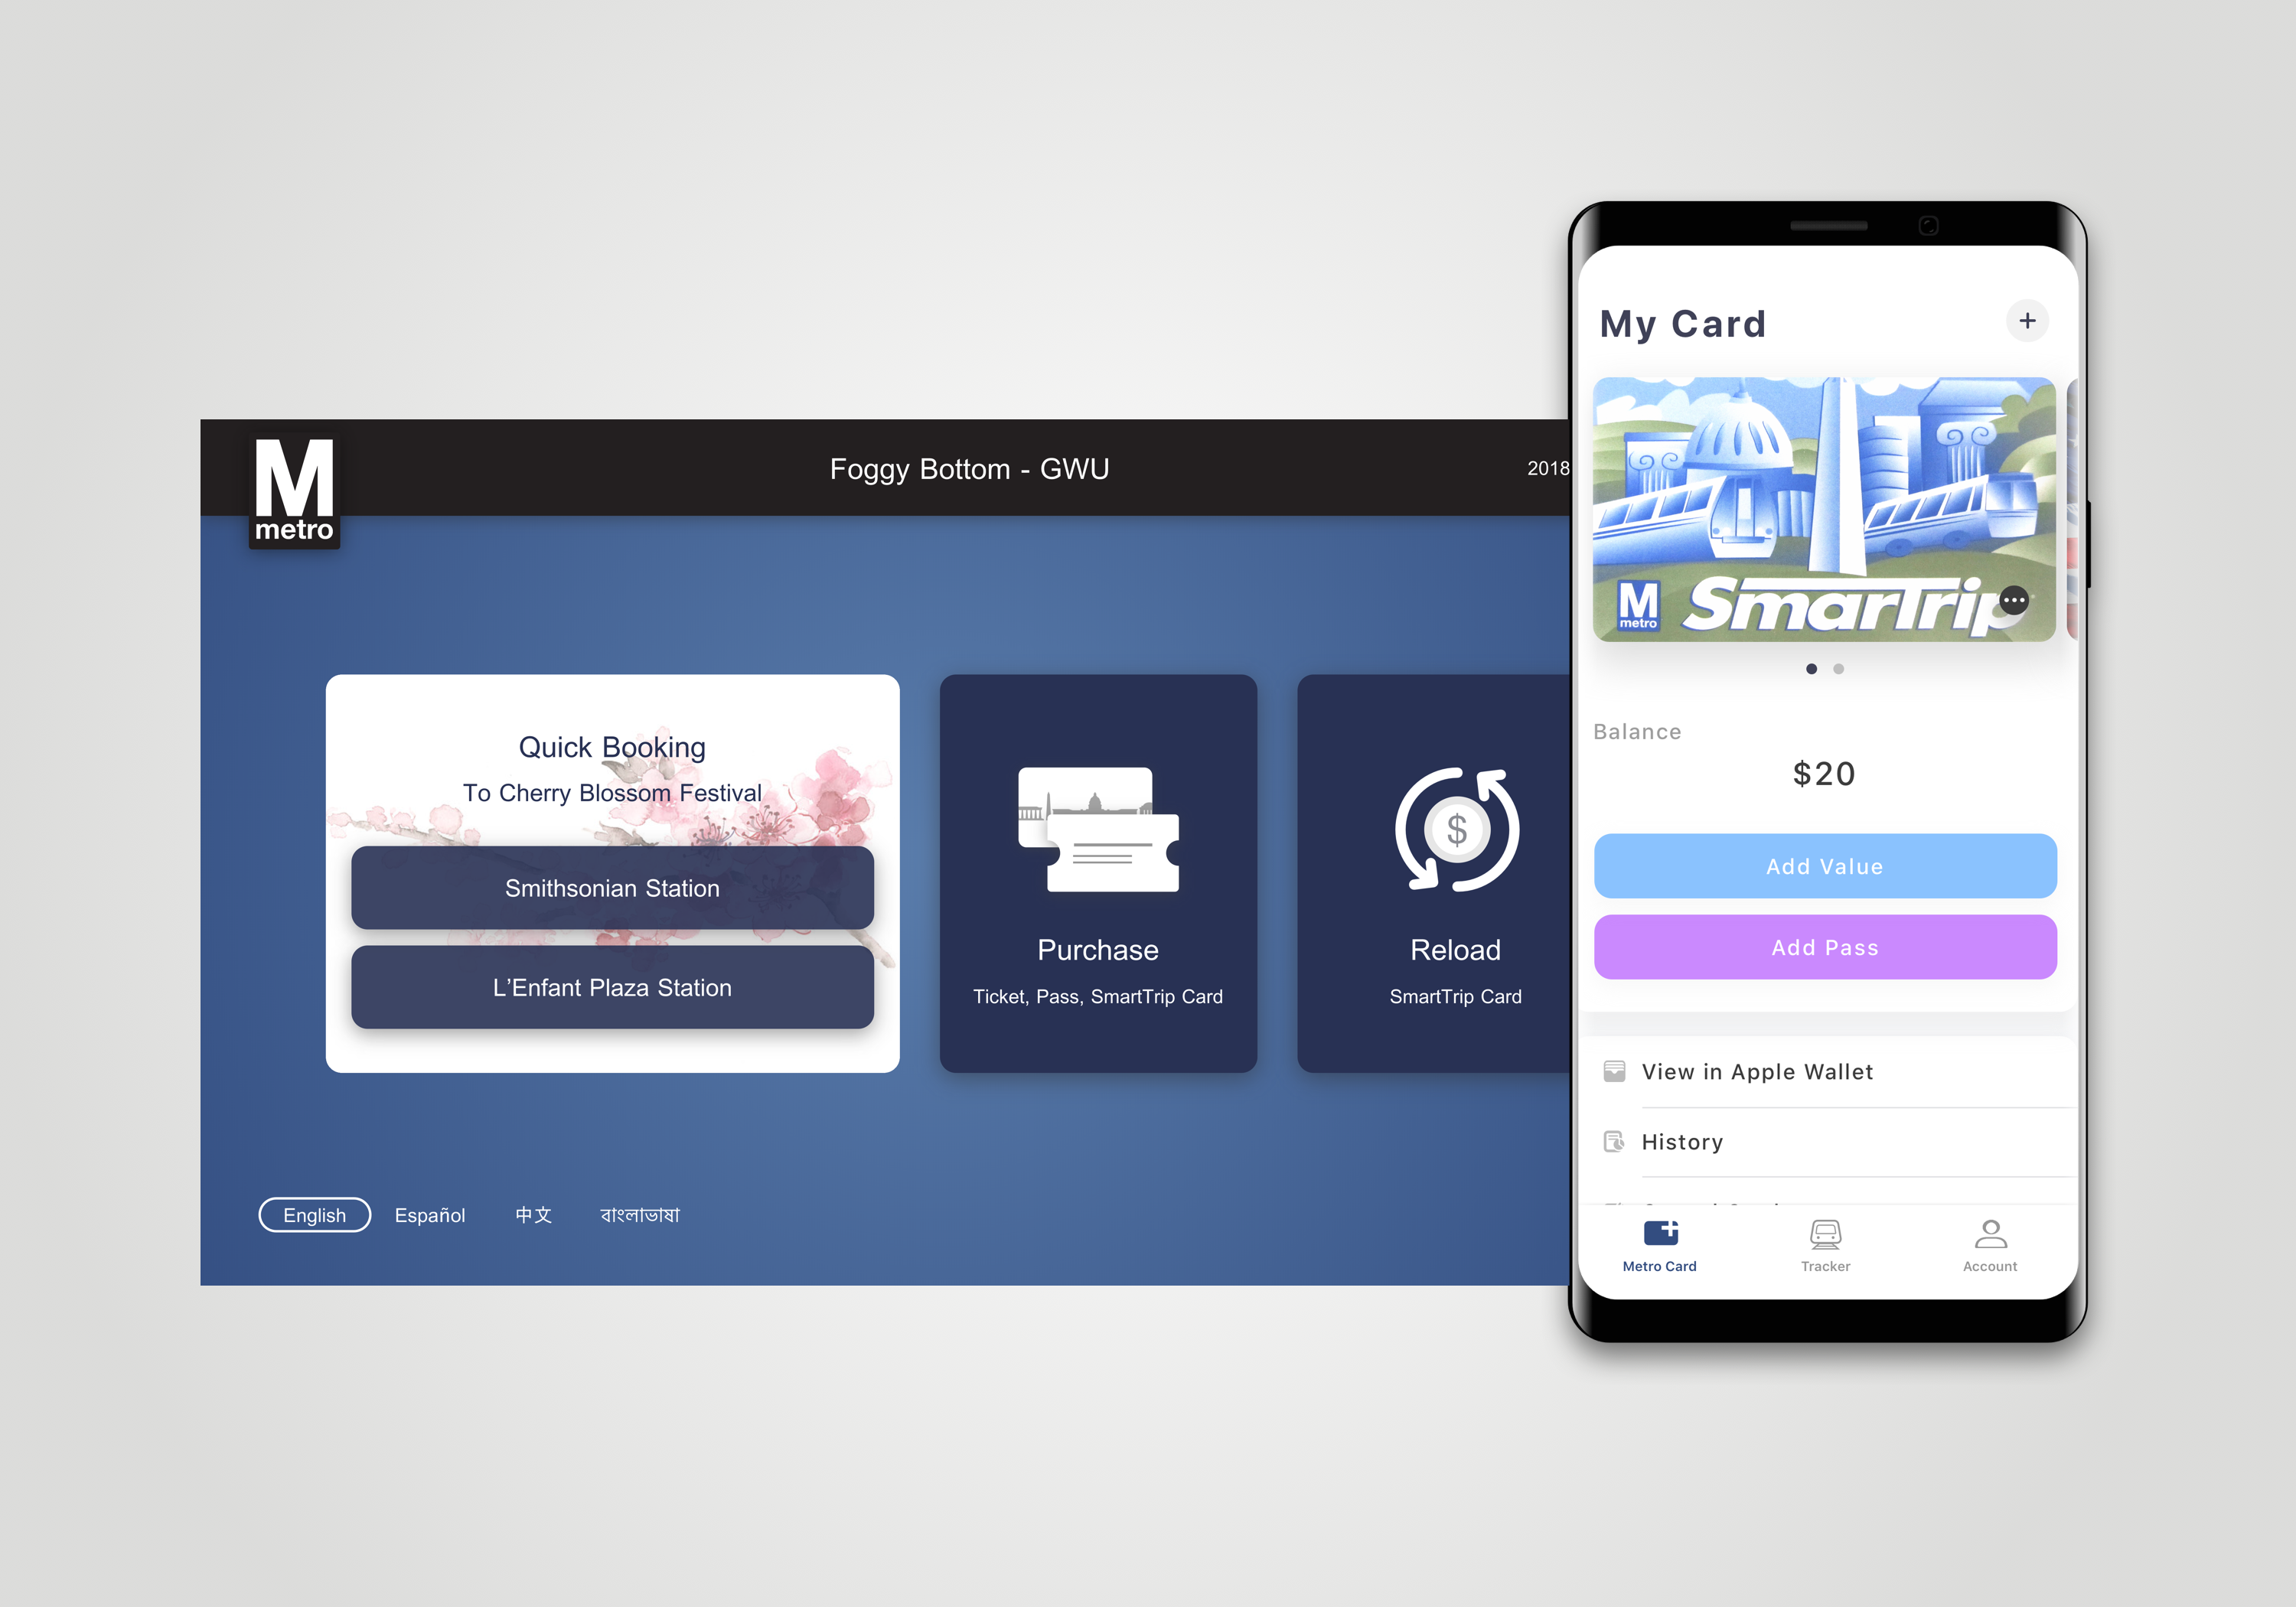 M
metro
Foggy Bottom - GWU
2018
Quick Booking
To Cherry Blossom Festival
Smithsonian Station
L’Enfant Plaza Station
Purchase
Ticket, Pass, SmartTrip Card
$
Reload
SmartTrip Card
English
Español
中文
বাংলাভাষা
My Card
+
M
metro
SmarTrip
Balance
$20
Add Value
Add Pass
View in Apple Wallet
History
Metro Card
Tracker
Account